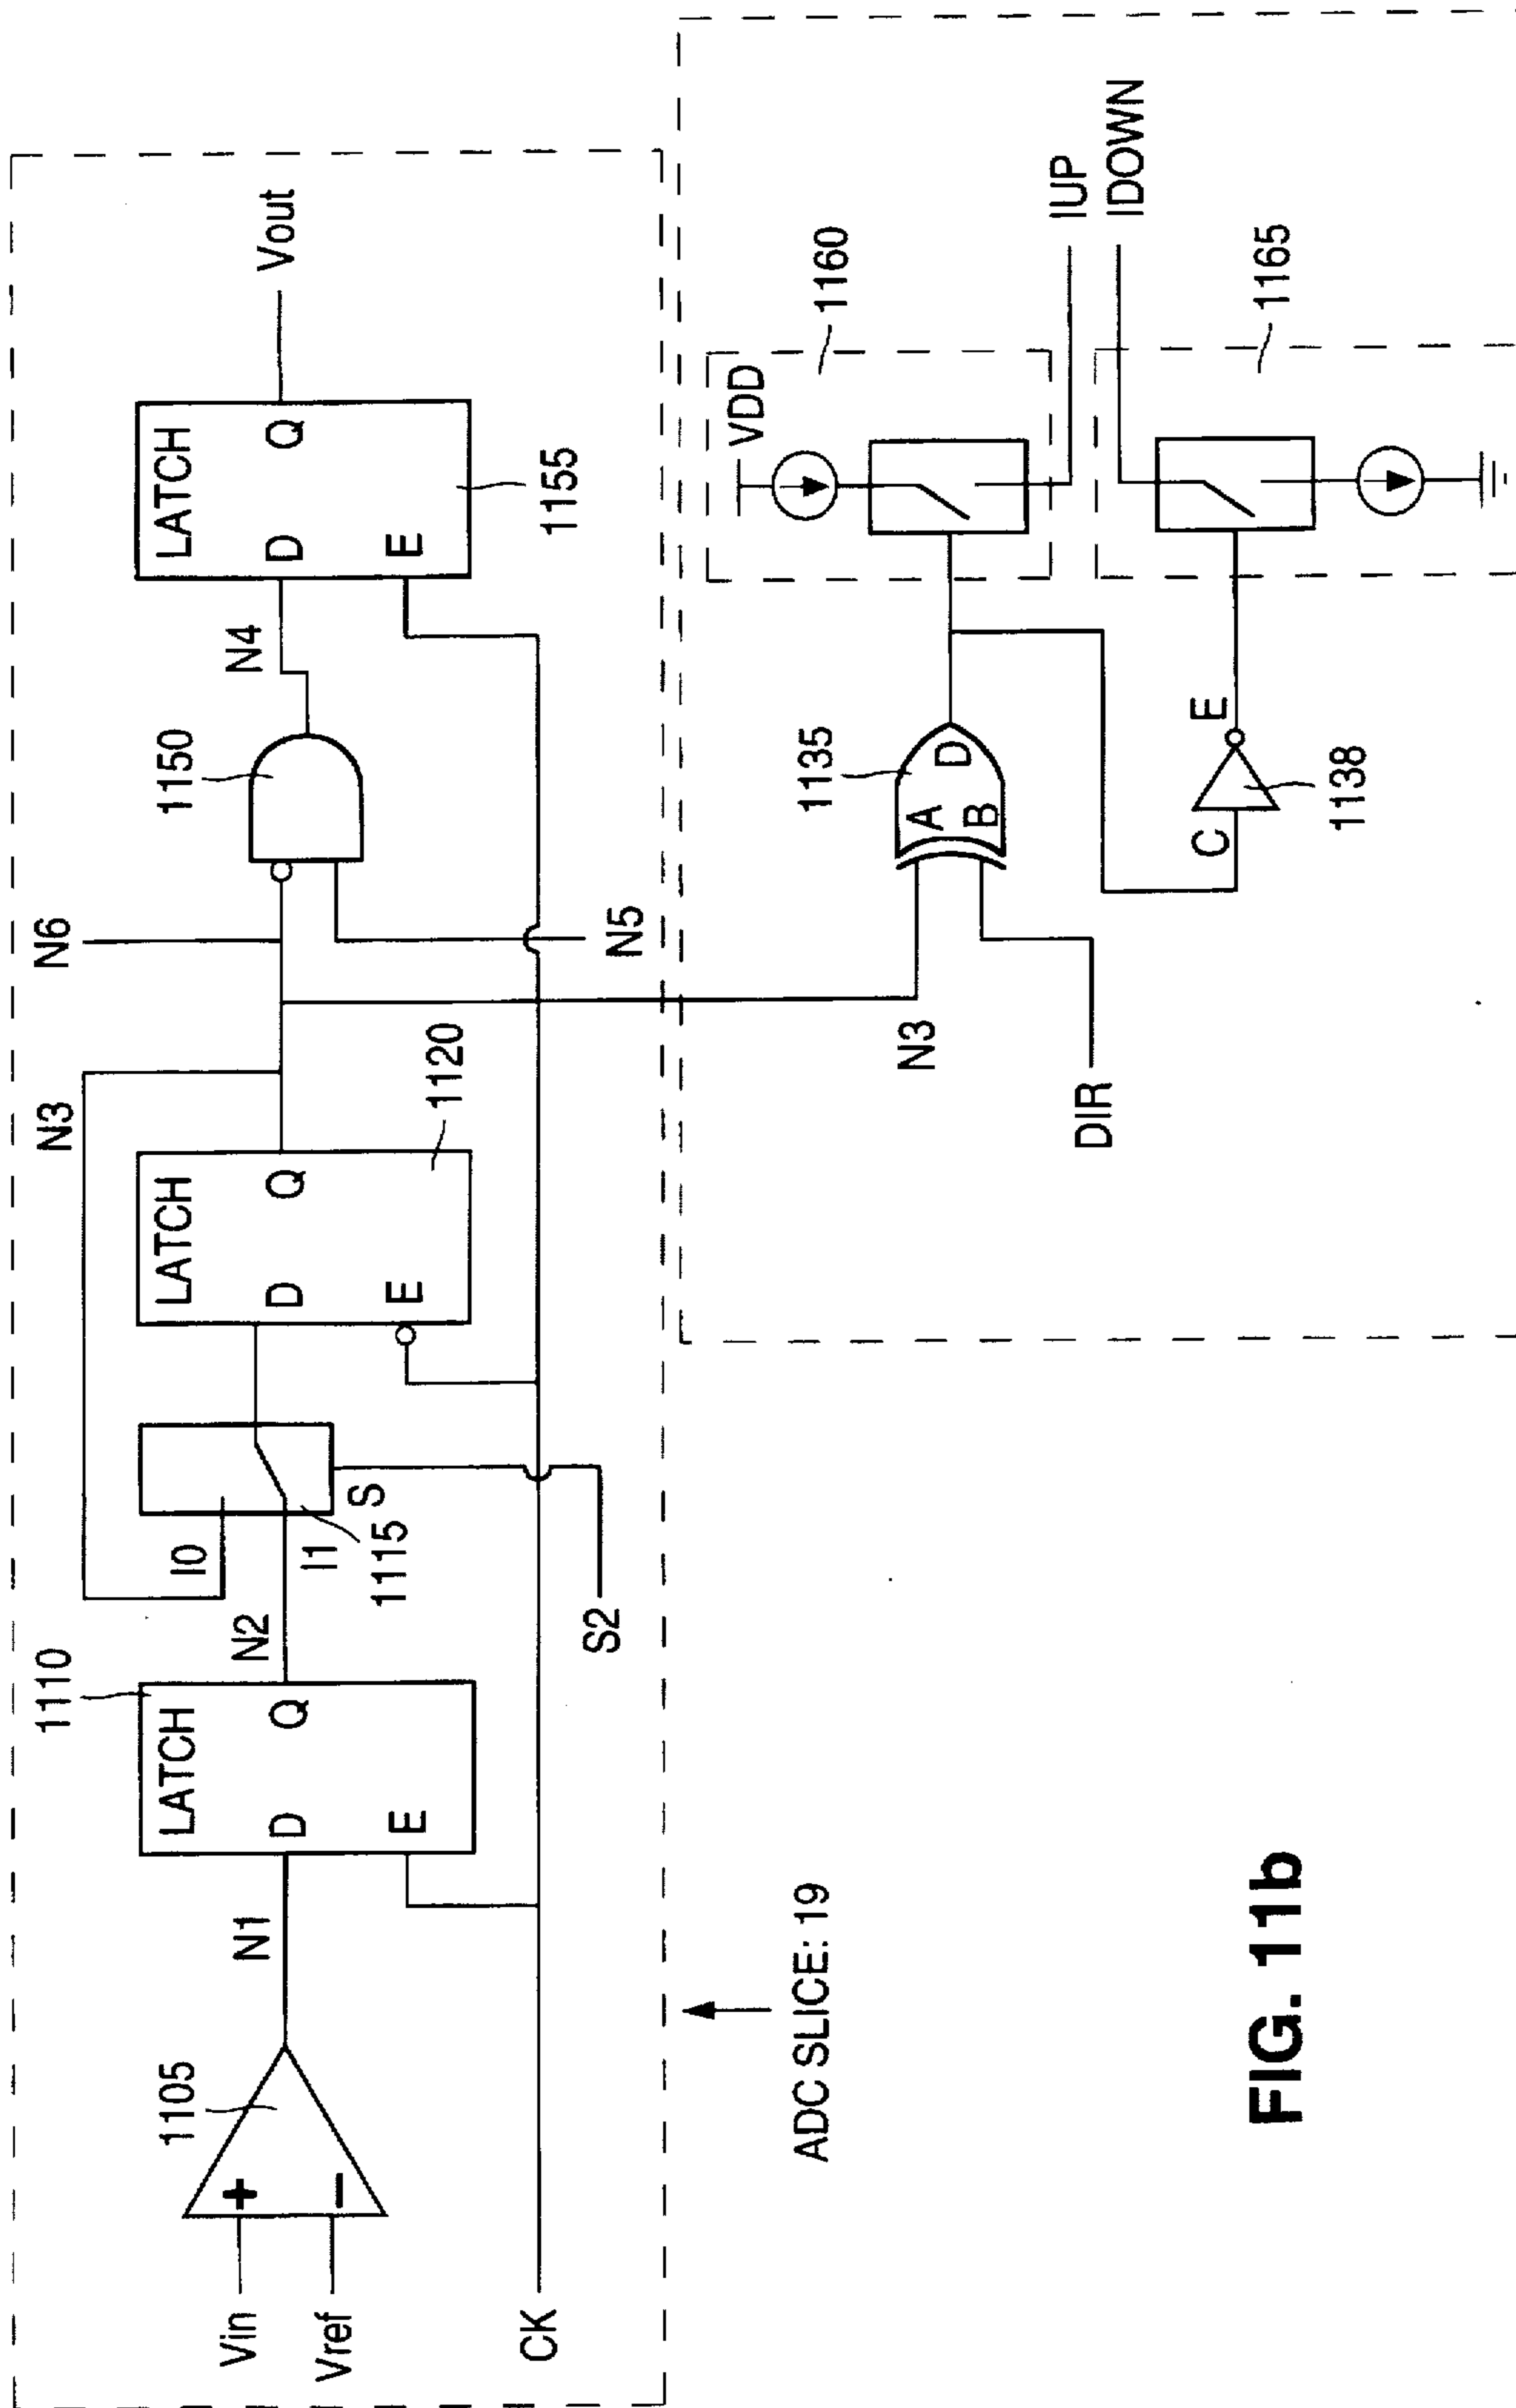 Vin
Vref
CK
+
−
1105
N1
1110
LATCH
D
Q
E
N2
I0
I1
S
1115
S2
N3
LATCH
D
Q
E
1120
N6
N5
1150
N4
LATCH
D
Q
E
1155
Vout
ADC SLICE: 19
N3
DIR
1135
A
B
D
C
E
1138
VDD
1160
IUP
IDOWN
1165
FIG. 11b